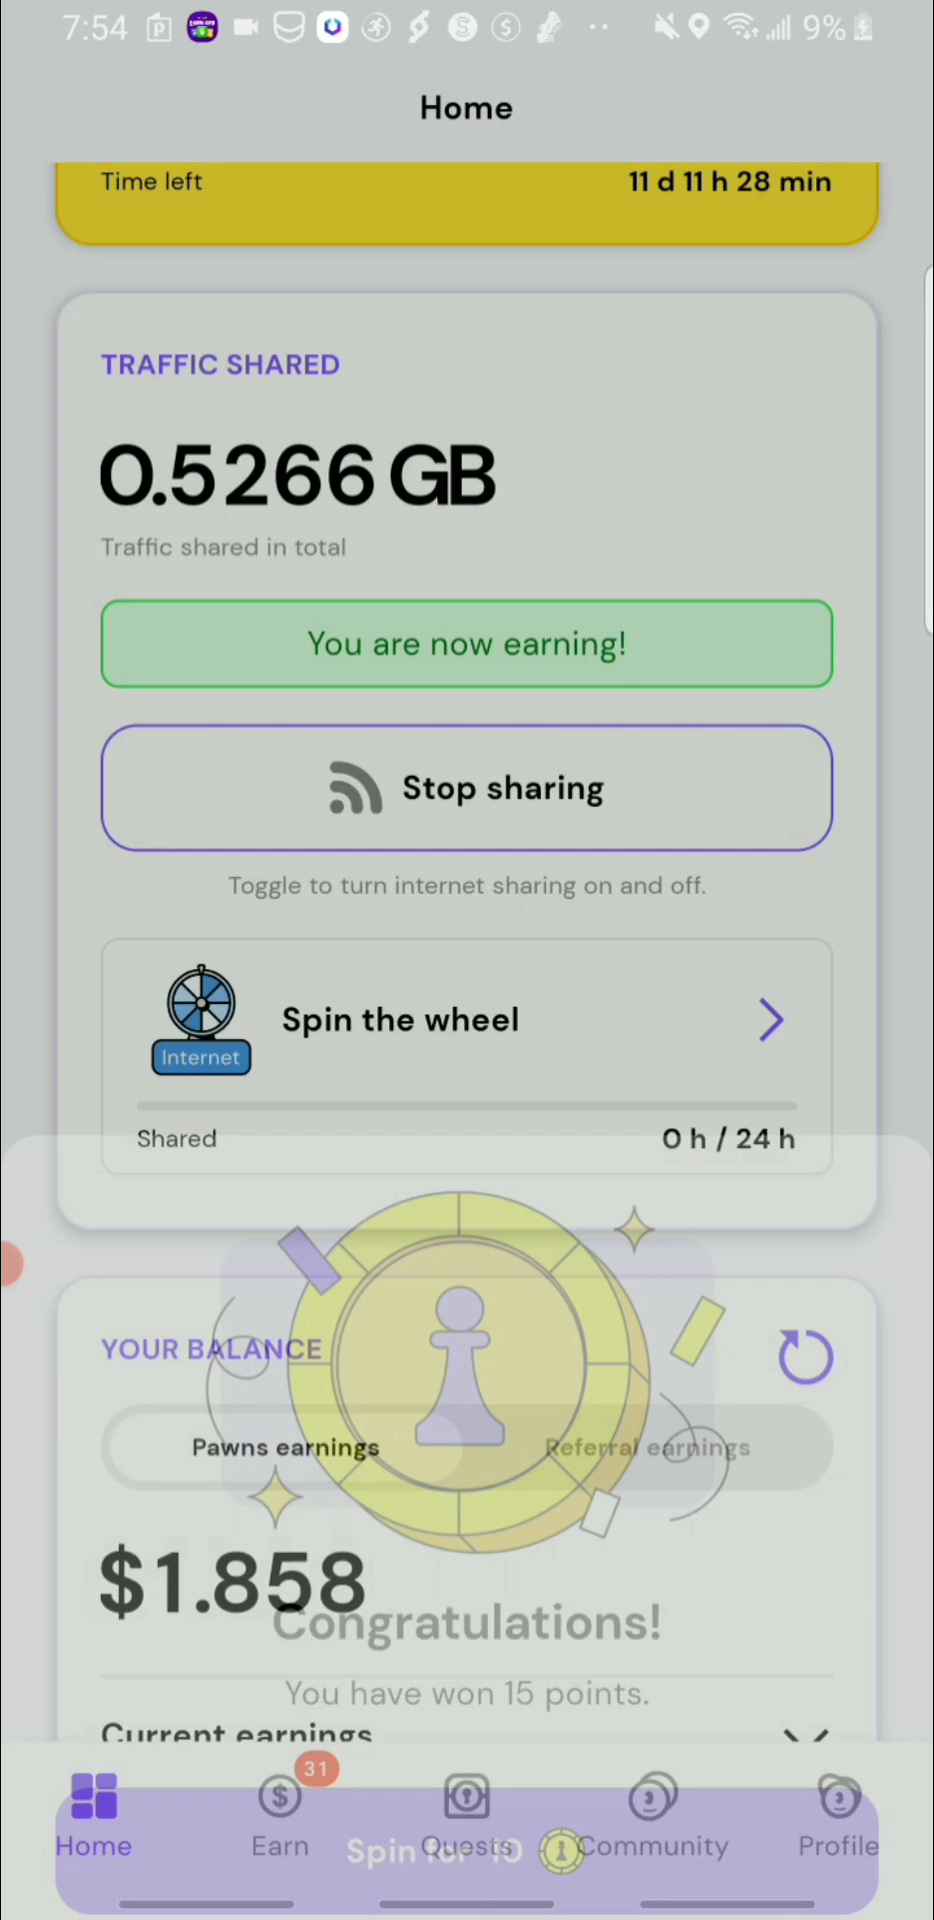 7:54
9%
Home
Time left
11 d 11 h 28 min
TRAFFIC SHARED
0.5266 GB
Traffic shared in total
You are now earning!
Stop sharing
Toggle to turn internet sharing on and off.
Spin the wheel
Internet
Shared
0 h / 24 h
YOUR BALANCE
Pawns earnings
Referral earnings
$1.858
Congratulations!
You have won 15 points.
Current earnings
31
Home
Earn
Quests
Community
Profile
Spin for 10